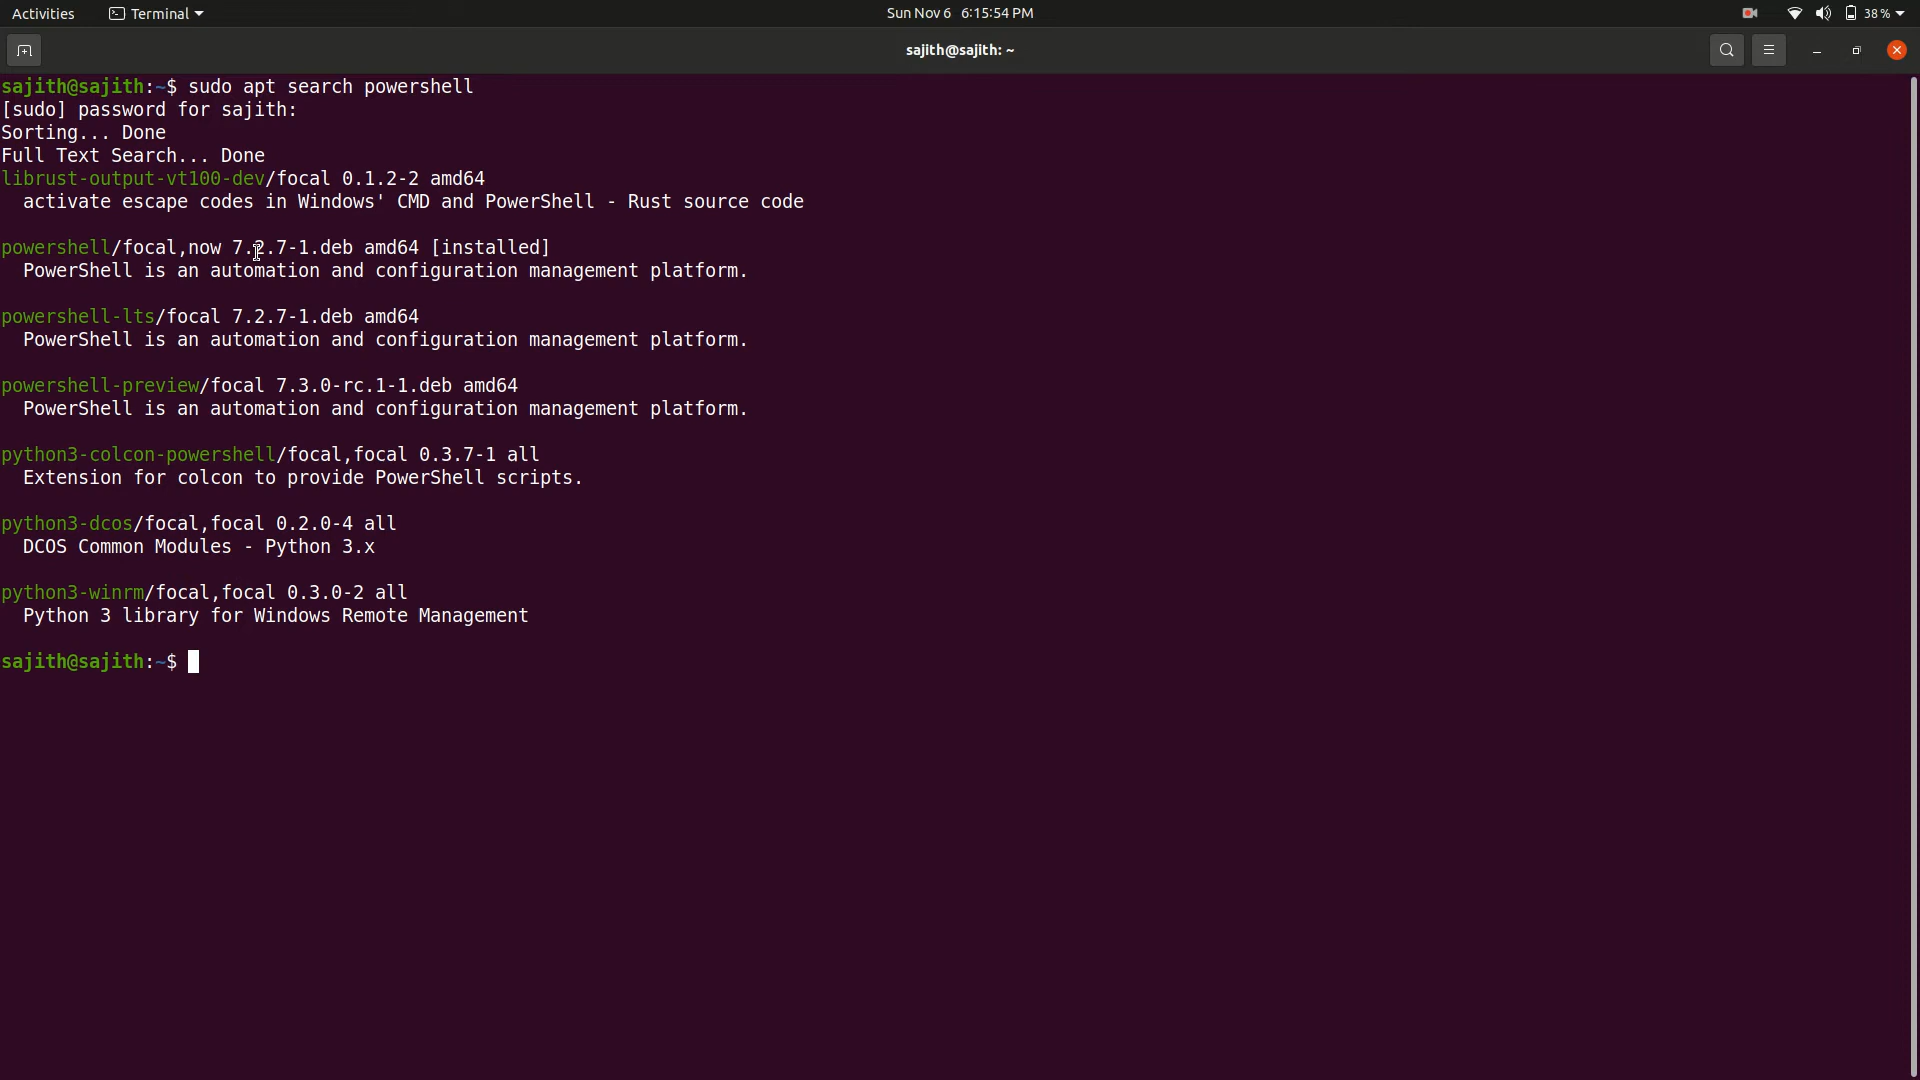 Activities Terminal Sun Nov 6 6:15:54 PM 38 %
sajith@sajith: ~
sajith@sajith:~$ sudo apt search powershell
[sudo] password for sajith:
Sorting... Done
Full Text Search... Done
librust-output-vt100-dev/focal 0.1.2-2 amd64
  activate escape codes in Windows' CMD and PowerShell - Rust source code

powershell/focal,now 7.2.7-1.deb amd64 [installed]
  PowerShell is an automation and configuration management platform.

powershell-lts/focal 7.2.7-1.deb amd64
  PowerShell is an automation and configuration management platform.

powershell-preview/focal 7.3.0-rc.1-1.deb amd64
  PowerShell is an automation and configuration management platform.

python3-colcon-powershell/focal,focal 0.3.7-1 all
  Extension for colcon to provide PowerShell scripts.

python3-dcos/focal,focal 0.2.0-4 all
  DCOS Common Modules - Python 3.x

python3-winrm/focal,focal 0.3.0-2 all
  Python 3 library for Windows Remote Management

sajith@sajith:~$